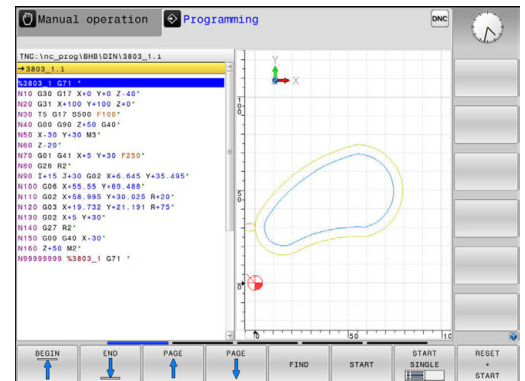 Manual operation
Programming
DNC
TNC:\nc_prog\BHB\DIN\3803_1.i
→3803_1.i
%3803_1 G71 *
N10 G30 G17 X+0 Y+0 Z-40*
N20 G31 X+100 Y+100 Z+0*
N30 T5 G17 S500 F100*
N40 G00 G90 Z+50 G40*
N50 X-30 Y+30 M3*
N60 Z-20*
N70 G01 G41 X+5 Y+30 F250*
N80 G26 R2*
N90 I+15 J+30 G02 X+6.645 Y+35.495*
N100 G06 X+55.55 Y+69.488*
N110 G02 X+58.995 Y+30.025 R+20*
N120 G03 X+19.732 Y+21.191 R+75*
N130 G02 X+5 Y+30*
N140 G27 R2*
N150 G00 G40 X-30*
N160 Z+50 M2*
N99999999 %3803_1 G71 *
Y
X
100
50
0
0
50
BEGIN
END
PAGE
PAGE
FIND
START
START SINGLE
RESET + START